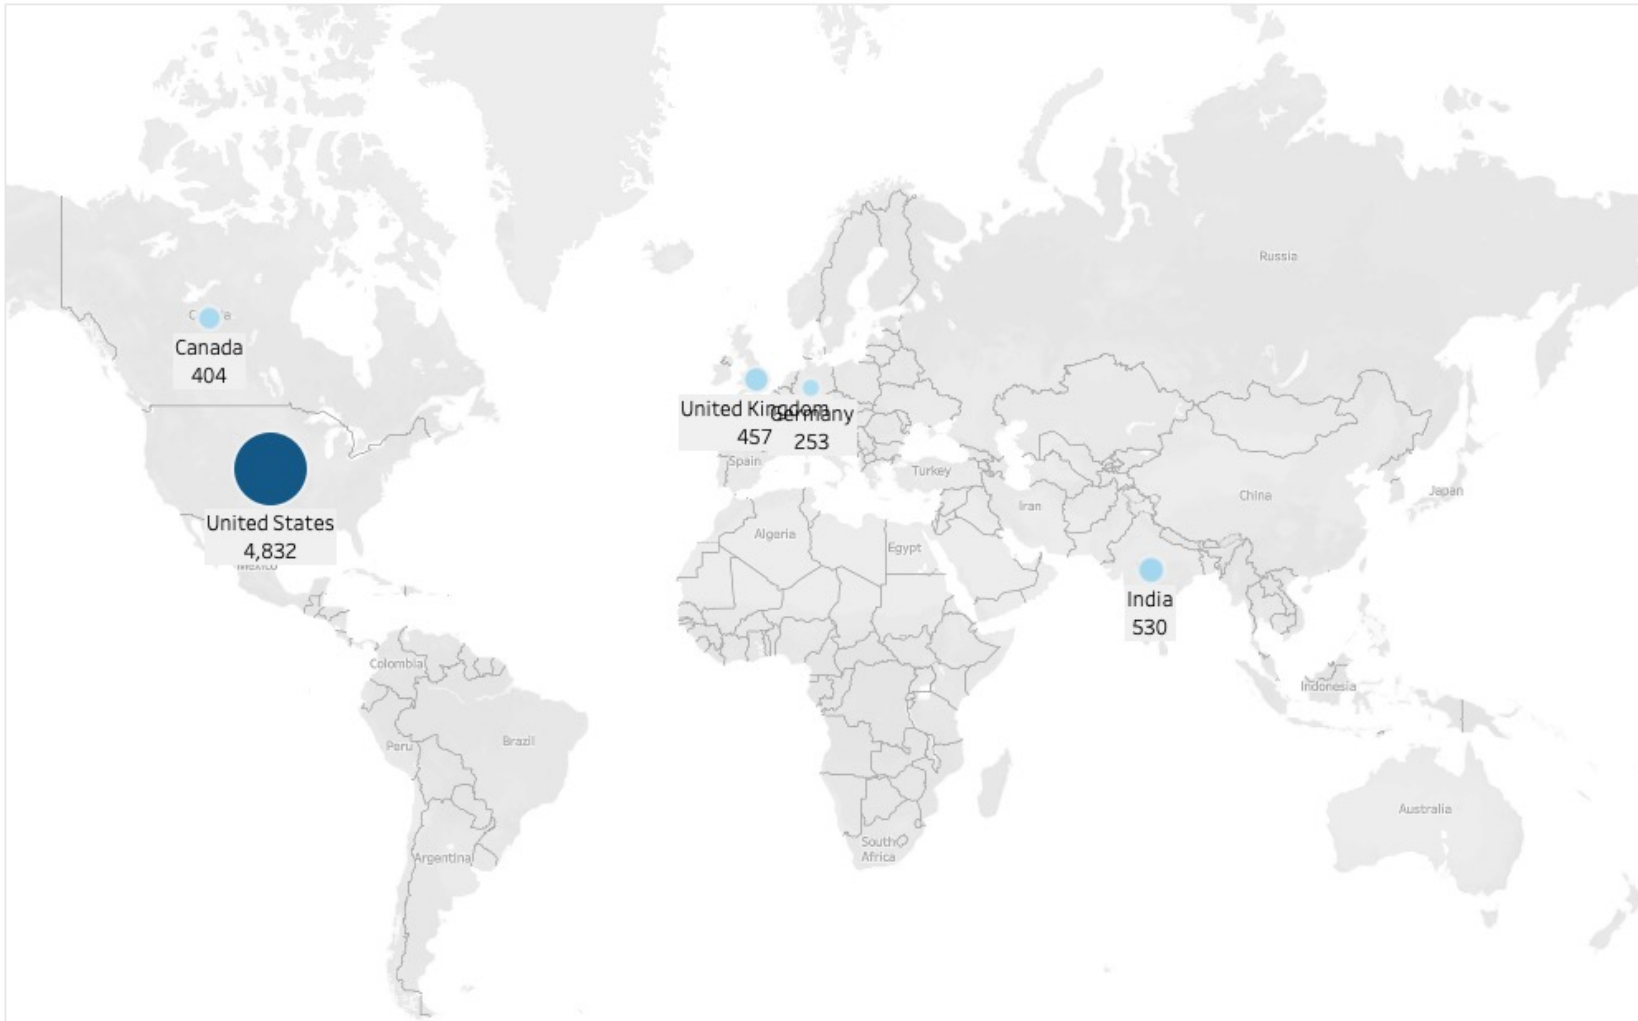 Russia
Canada
404
United Kingdom
457
Germany
253
Spain
Turkey
China
Japan
Iran
United States
4,832
Mexico
Algeria
Egypt
India
530
Colombia
Indonesia
Peru
Brazil
Australia
South
Africa
Argentina